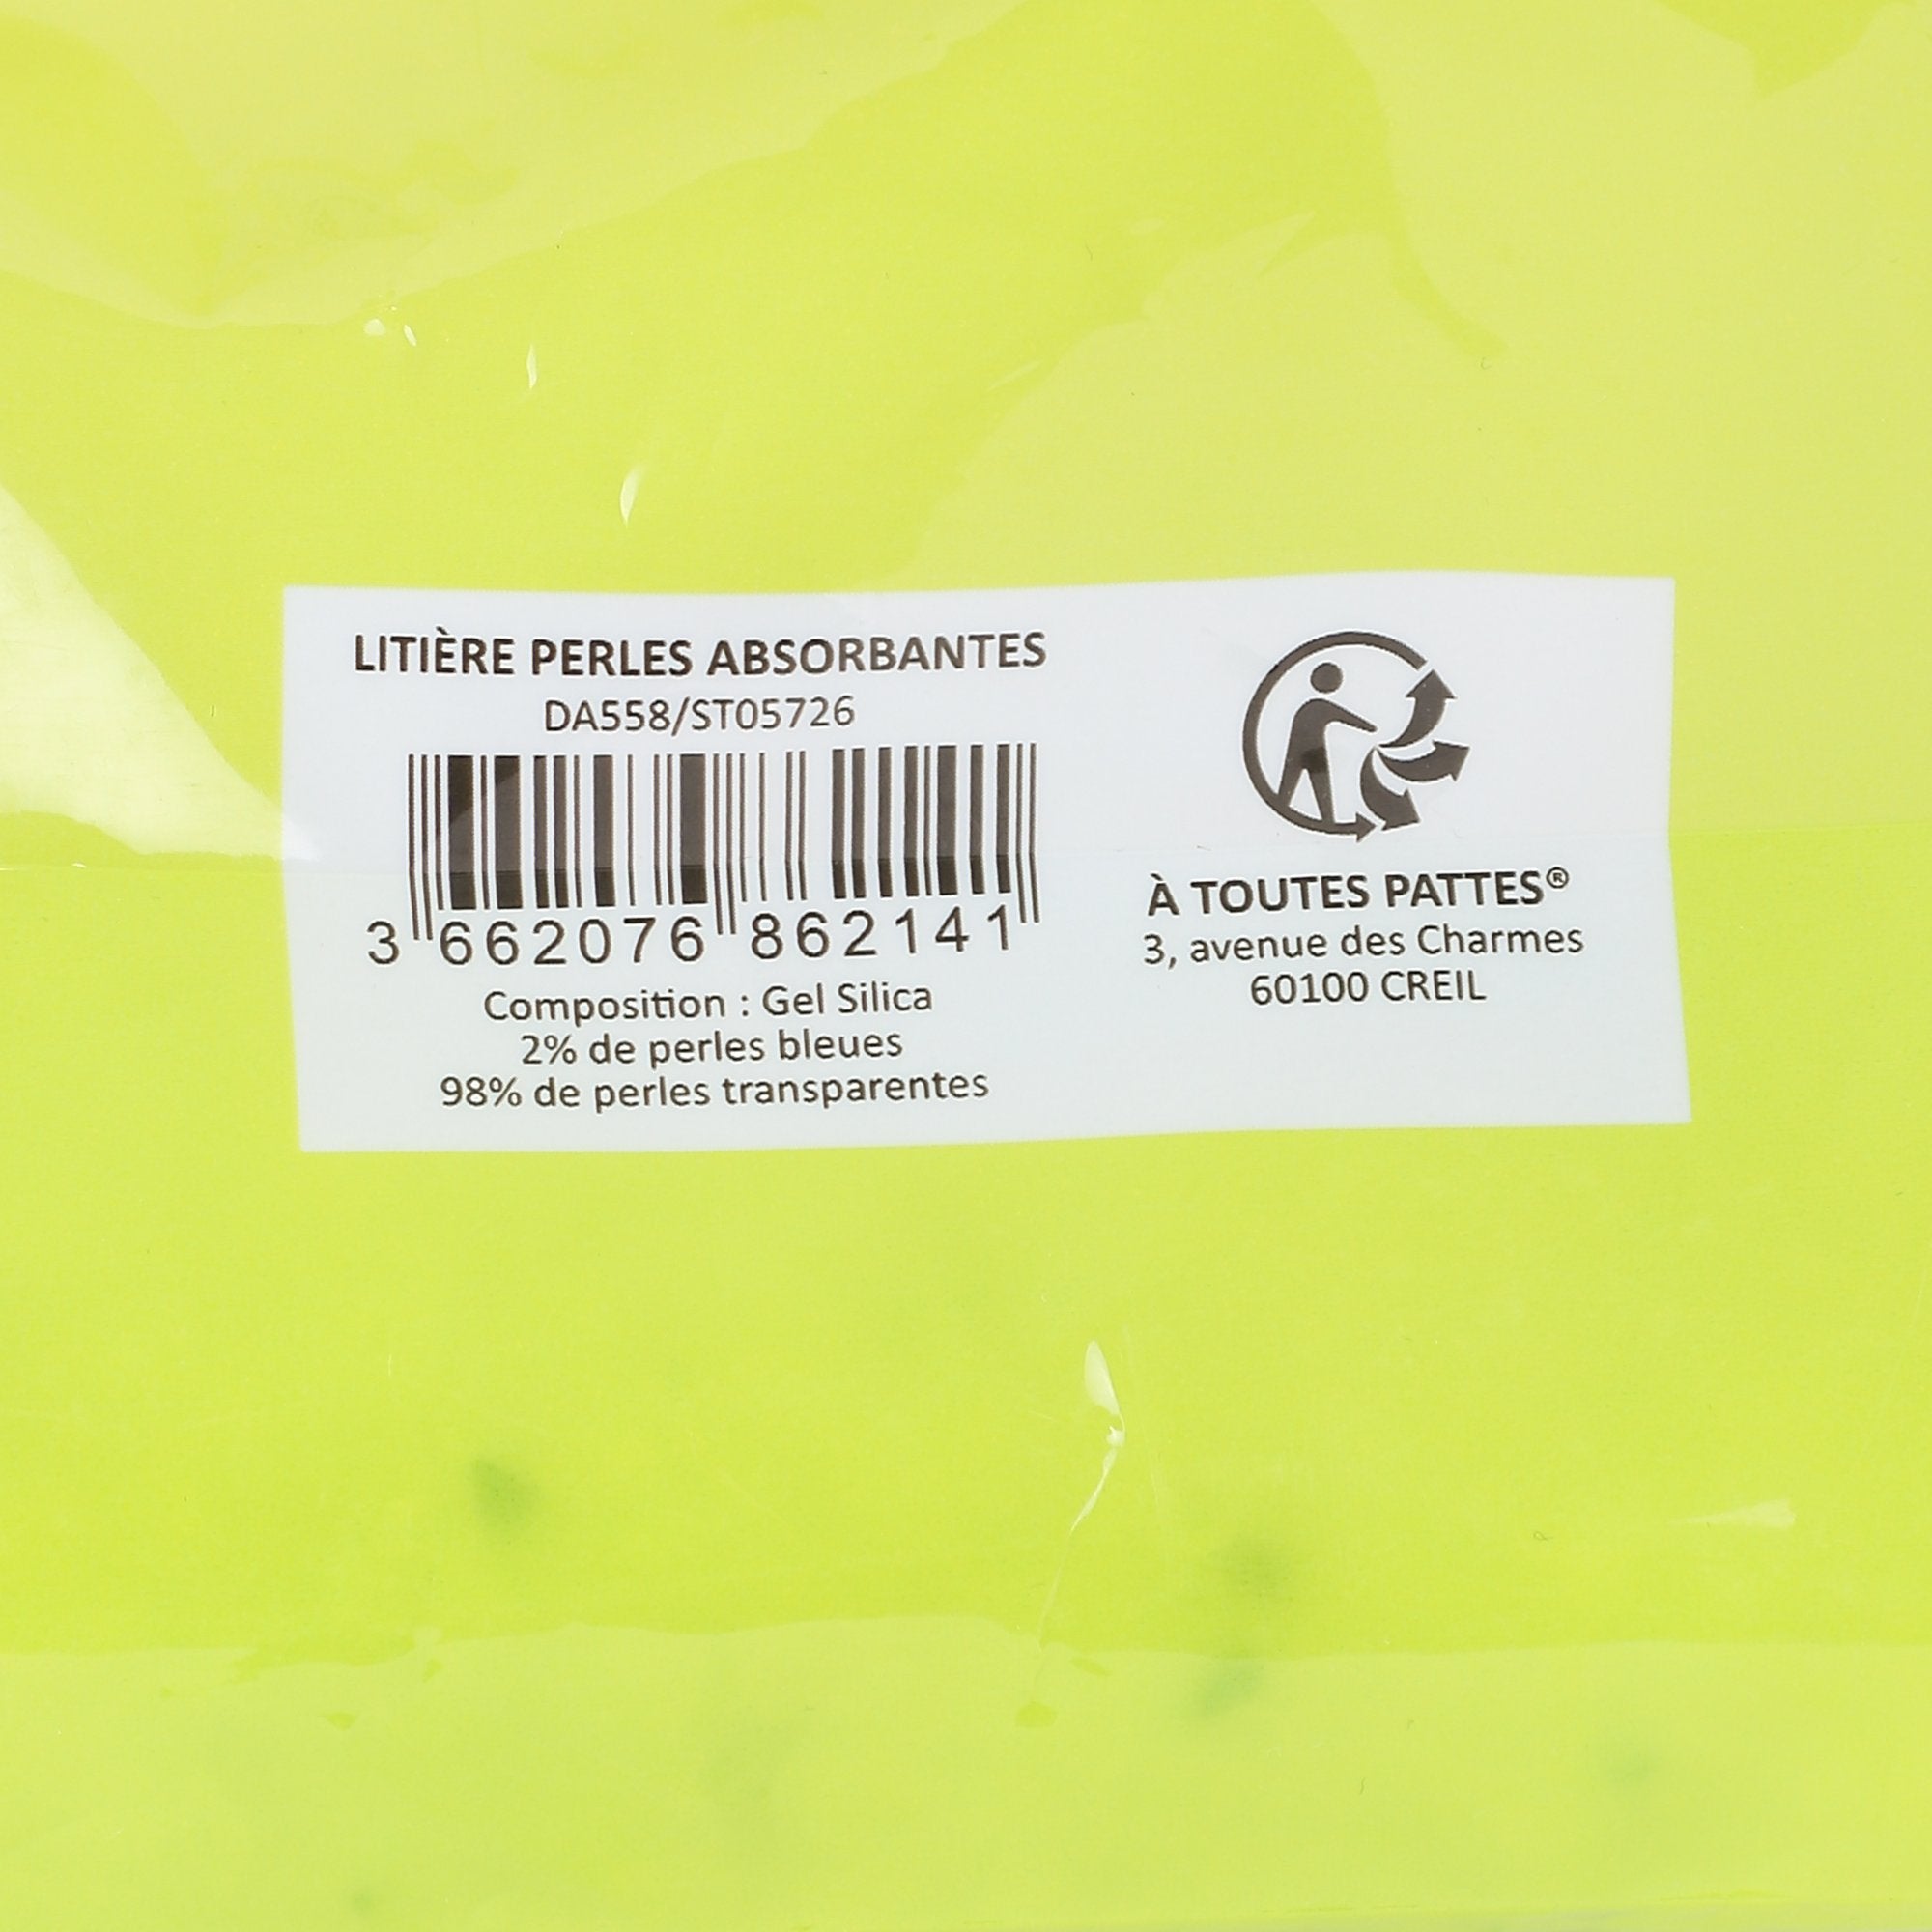 LITIÈRE PERLES ABSORBANTES
DA558/ST05726
3 662076 862141
Composition : Gel Silica
2% de perles bleues
98% de perles transparentes
À TOUTES PATTES®
3, avenue des Charmes
60100 CREIL